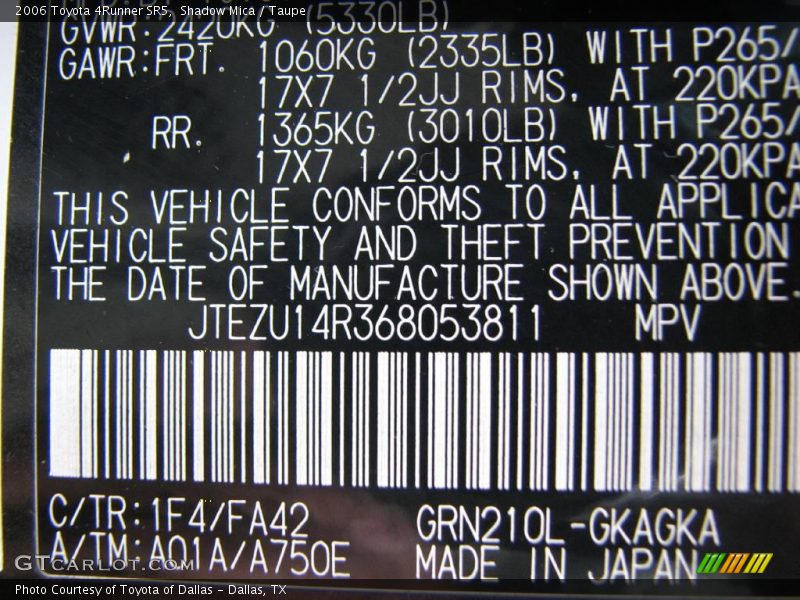 2006 Toyota 4Runner SR5, Shadow Mica / Taupe
GVWR:2420KG (5330LB)
GAWR:FRT. 1060KG (2335LB) WITH P265/
17X7 1/2JJ RIMS, AT 220KPA
RR. 1365KG (3010LB) WITH P265/
17X7 1/2JJ RIMS, AT 220KPA
THIS VEHICLE CONFORMS TO ALL APPLICA
VEHICLE SAFETY AND THEFT PREVENTION
THE DATE OF MANUFACTURE SHOWN ABOVE.
JTEZU14R368053811 MPV
C/TR:1F4/FA42 GRN210L-GKAGKA
A/TM:A01A/A750E MADE IN JAPAN
GTCarlot.com
Photo Courtesy of Toyota of Dallas - Dallas, TX